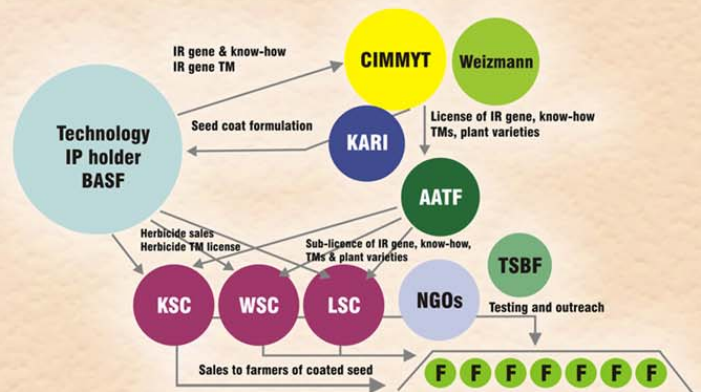 IR gene & know-how
IR gene TM
CIMMYT
Weizmann
Technology
IP holder
BASF
Seed coat formulation
KARI
License of IR gene, know-how
TMs, plant varieties
AATF
Herbicide sales
Herbicide TM license
Sub-licence of IR gene, know-how,
TMs & plant varieties
TSBF
KSC
WSC
LSC
NGOs
Testing and outreach
Sales to farmers of coated seed
F F F F F F F